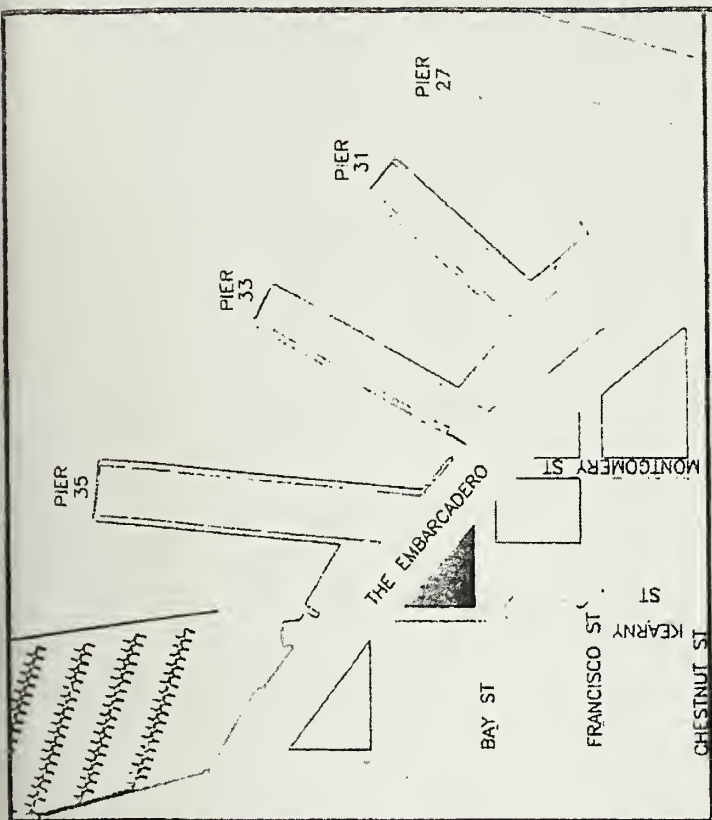 PIER
27
PIER
31
PIER
33
PIER
35
THE EMBARCADERO
MONTGOMERY ST
KEARNY
ST
BAY ST
FRANCISCO ST
CHESTNUT ST